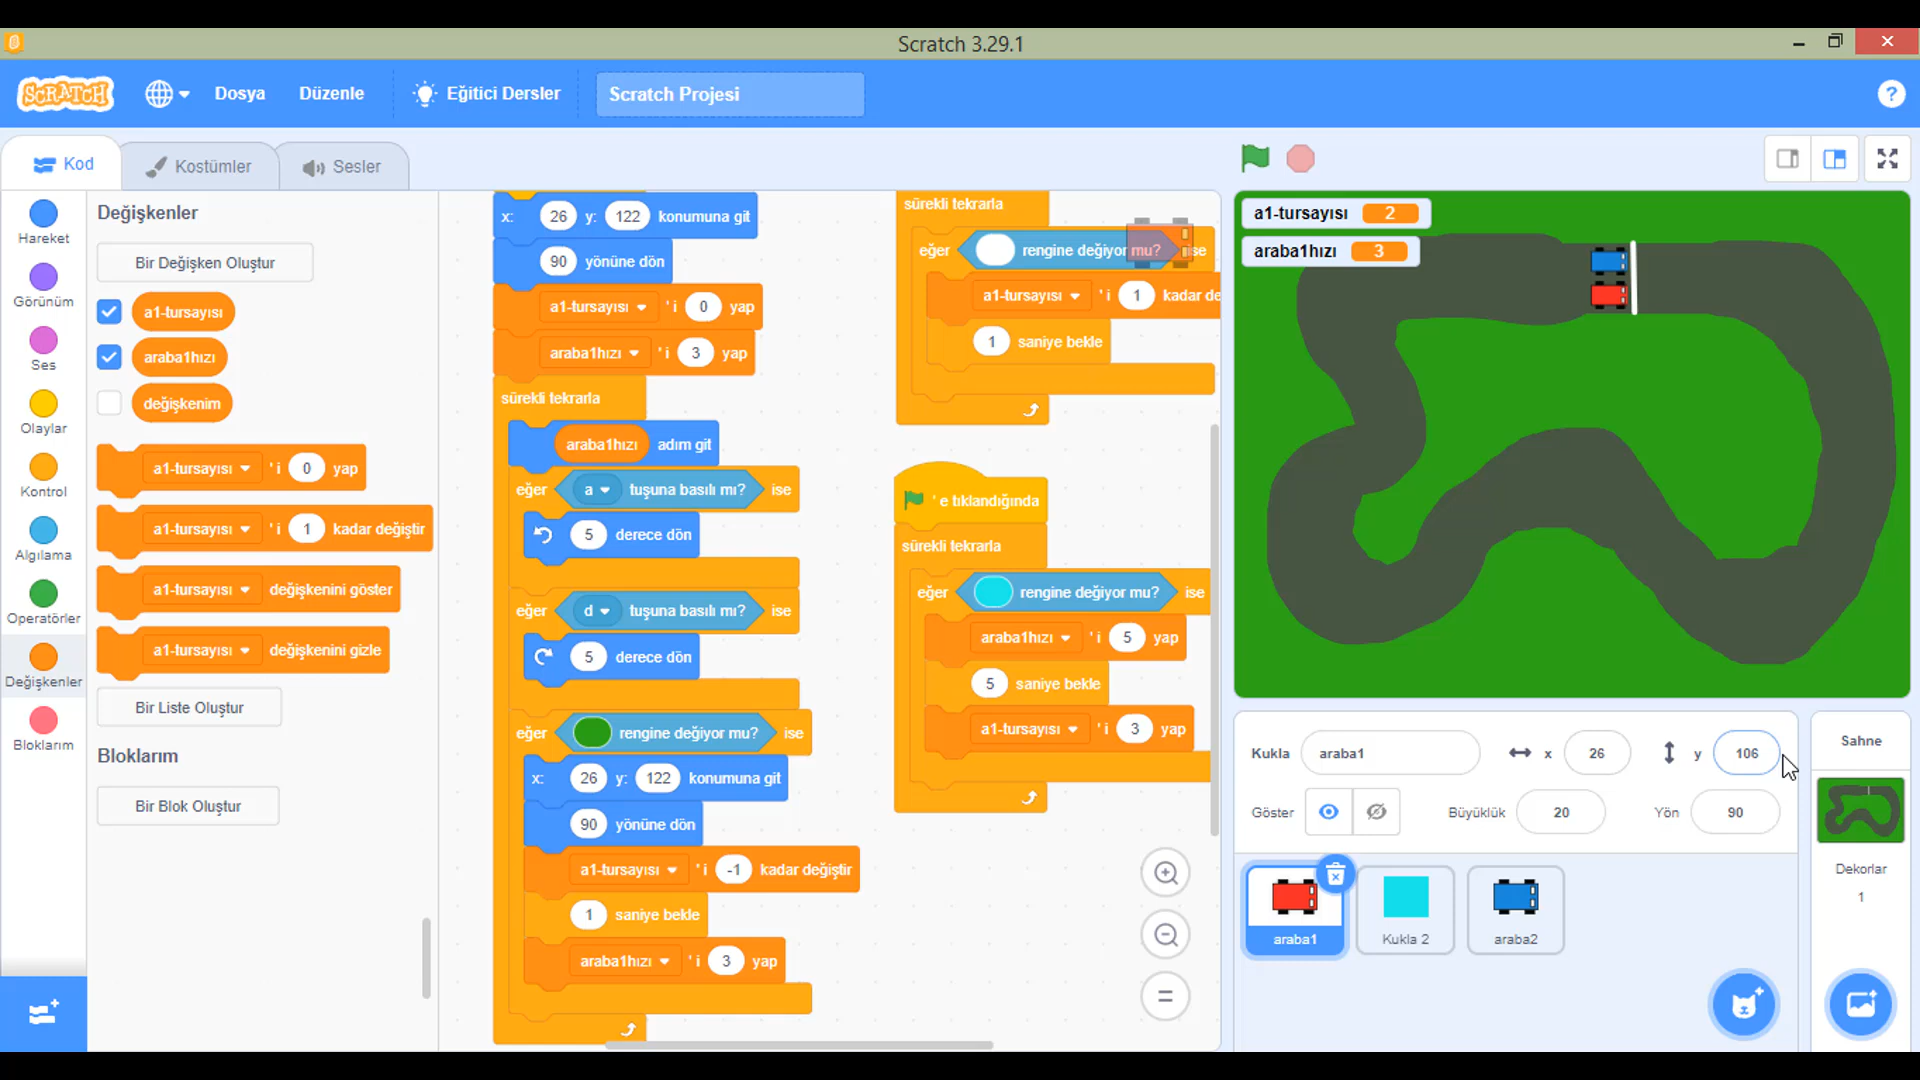 Scratch 3.29.1
SCRATCH
Dosya
Düzenle
Eğitici Dersler
Scratch Projesi
?
Kod
Kostümler
Sesler
Hareket
Görünüm
Ses
Olaylar
Kontrol
Algılama
Operatörler
Değişkenler
Bloklarım
Değişkenler
Bir Değişken Oluştur
a1-tursayısı
araba1hızı
değişkenim
a1-tursayısı ' i 0 yap
a1-tursayısı ' i 1 kadar değiştir
a1-tursayısı değişkenini göster
a1-tursayısı değişkenini gizle
Bir Liste Oluştur
Bloklarım
Bir Blok Oluştur
x: 26 y: 122 konumuna git
90 yönüne dön
a1-tursayısı ' i 0 yap
araba1hızı ' i 3 yap
sürekli tekrarla
araba1hızı adım git
eğer a tuşuna basılı mı? ise
5 derece dön
eğer d tuşuna basılı mı? ise
5 derece dön
eğer rengine değiyor mu? ise
x: 26 y: 122 konumuna git
90 yönüne dön
a1-tursayısı ' i -1 kadar değiştir
1 saniye bekle
araba1hızı ' i 3 yap
sürekli tekrarla
eğer rengine değiyor mu? se
a1-tursayısı ' i 1 kadar de
1 saniye bekle
' e tıklandığında
sürekli tekrarla
eğer rengine değiyor mu? ise
araba1hızı ' i 5 yap
5 saniye bekle
a1-tursayısı ' i 3 yap
a1-tursayısı 2
araba1hızı 3
Kukla araba1 x 26 y 106
Göster Büyüklük 20 Yön 90
araba1
Kukla 2
araba2
Sahne
Dekorlar
1